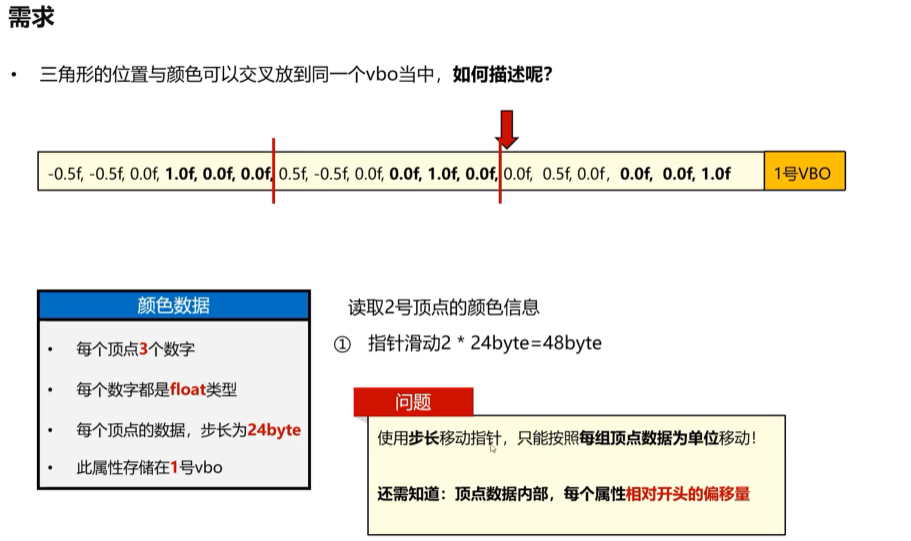 需求
• 三角形的位置与颜色可以交叉放到同一个vbo当中，如何描述呢？
-0.5f, -0.5f, 0.0f, 1.0f, 0.0f, 0.0f, 0.5f, -0.5f, 0.0f, 0.0f, 1.0f, 0.0f, 0.0f, 0.5f, 0.0f, 0.0f, 0.0f, 1.0f 1号VBO
颜色数据
• 每个顶点3个数字
• 每个数字都是float类型
• 每个顶点的数据，步长为24byte
• 此属性存储在1号vbo
读取2号顶点的颜色信息
① 指针滑动2 * 24byte=48byte
问题
使用步长移动指针，只能按照每组顶点数据为单位移动！
还需知道：顶点数据内部，每个属性相对开头的偏移量